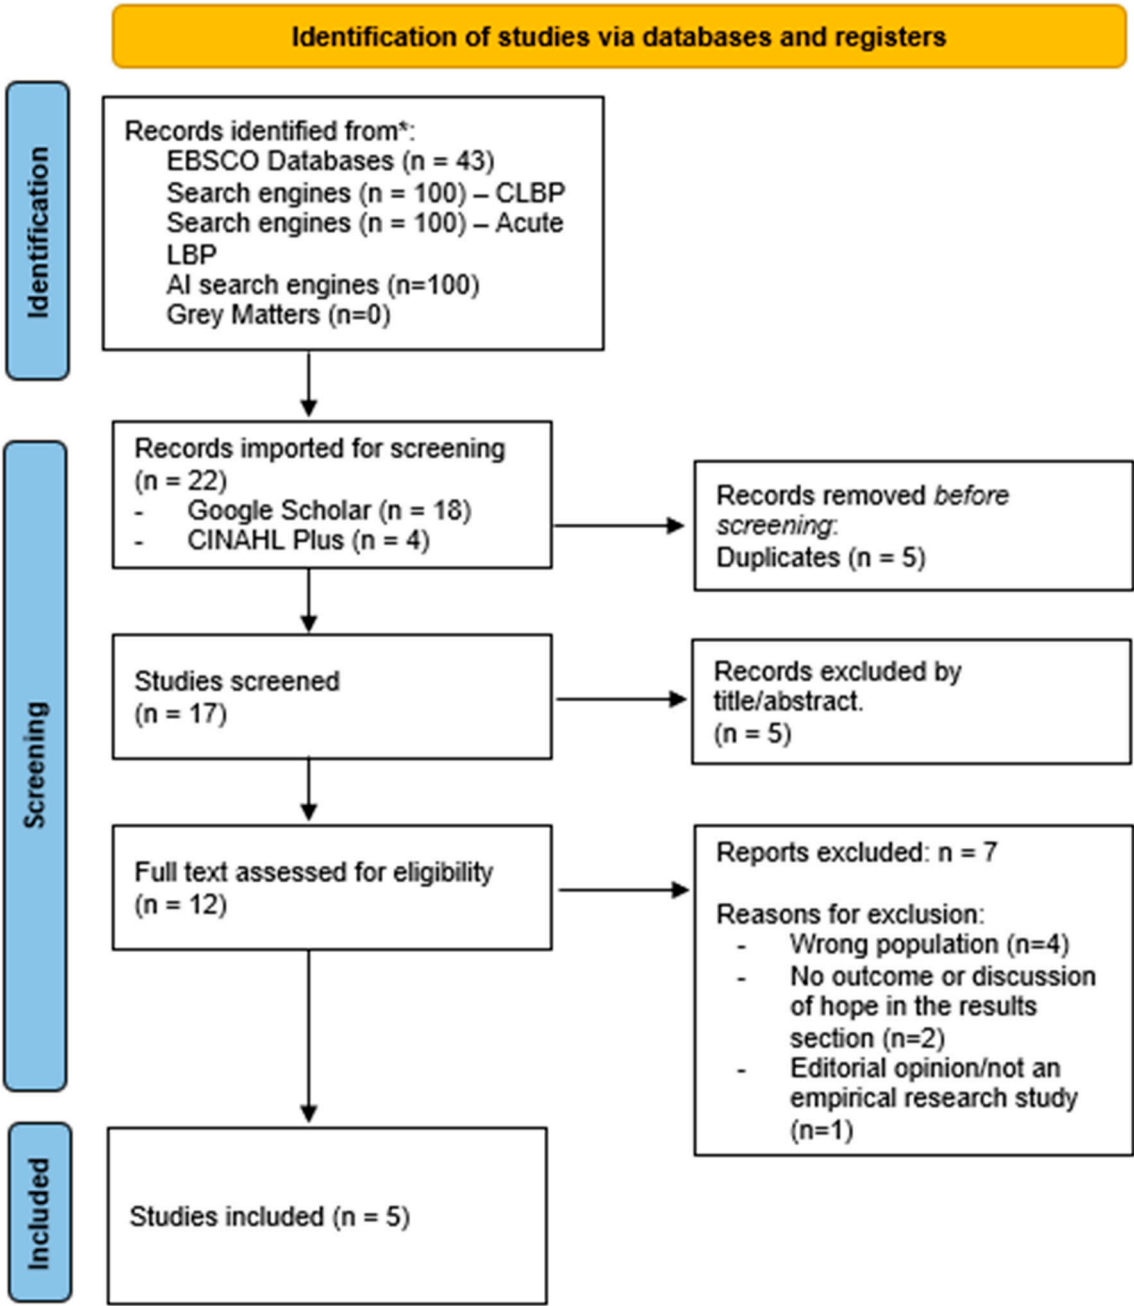 Identification of studies via databases and registers
Identification
Records identified from*:
EBSCO Databases (n = 43)
Search engines (n = 100) – CLBP
Search engines (n = 100) – Acute
LBP
AI search engines (n=100)
Grey Matters (n=0)
Screening
Records imported for screening
(n = 22)
- Google Scholar (n = 18)
- CINAHL Plus (n = 4)
Records removed before
screening:
Duplicates (n = 5)
Studies screened
(n = 17)
Records excluded by
title/abstract.
(n = 5)
Full text assessed for eligibility
(n = 12)
Reports excluded: n = 7
Reasons for exclusion:
- Wrong population (n=4)
- No outcome or discussion
of hope in the results
section (n=2)
- Editorial opinion/not an
empirical research study
(n=1)
Included
Studies included (n = 5)